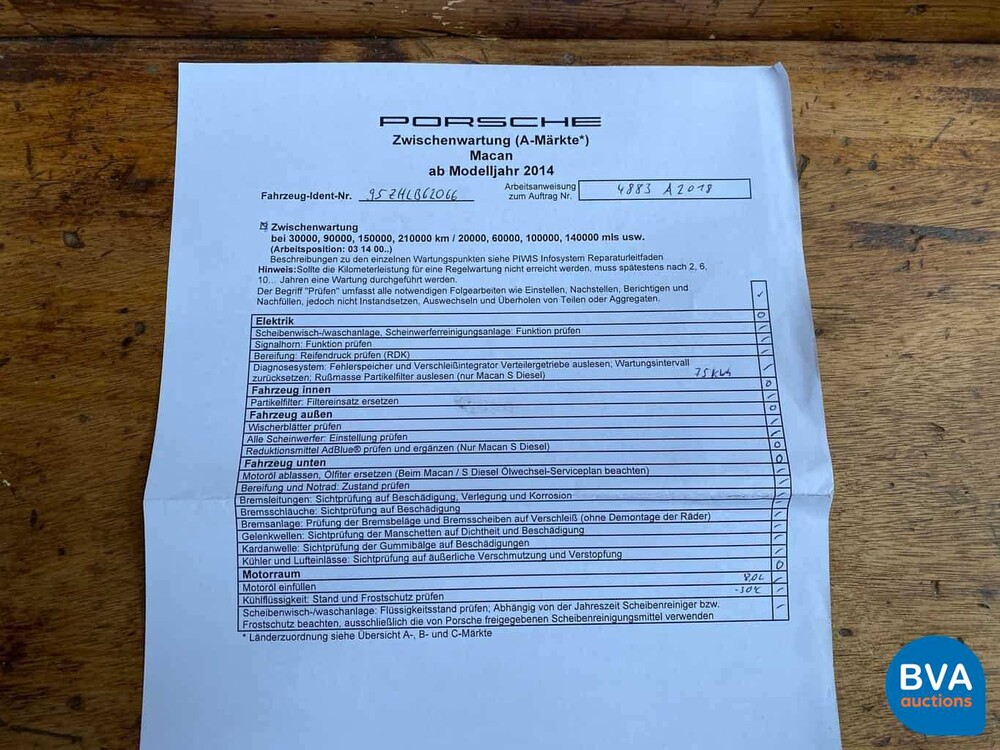 PORSCHE
Zwischenwartung (A-Märkte*)
Macan
ab Modelljahr 2014
Fahrzeug-Ident-Nr. 95ZHLB62066
Arbeitsanweisung
zum Auftrag Nr. 4883 A2018
Zwischenwartung
bei 30000, 90000, 150000, 210000 km / 20000, 60000, 100000, 140000 mls usw.
(Arbeitsposition: 03 14 00..)
Beschreibungen zu den einzelnen Wartungspunkten siehe PIWIS Infosystem Reparaturleitfaden
Hinweis:Sollte die Kilometerleistung für eine Regelwartung nicht erreicht werden, muss spätestens nach 2, 6,
10... Jahren eine Wartung durchgeführt werden.
Der Begriff "Prüfen" umfasst alle notwendigen Folgearbeiten wie Einstellen, Nachstellen, Berichtigen und
Nachfüllen, jedoch nicht Instandsetzen, Auswechseln und Überholen von Teilen oder Aggregaten.
Elektrik
Scheibenwisch-/waschanlage, Scheinwerferreinigungsanlage: Funktion prüfen
Signalhorn: Funktion prüfen
Bereifung: Reifendruck prüfen (RDK)
Diagnosesystem: Fehlerspeicher und Verschleißintegrator Verteilergetriebe auslesen; Wartungsintervall
zurücksetzen; Rußmasse Partikelfilter auslesen (nur Macan S Diesel)
Fahrzeug innen
Partikelfilter: Filtereinsatz ersetzen
Fahrzeug außen
Wischerblätter prüfen
Alle Scheinwerfer: Einstellung prüfen
Reduktionsmittel AdBlue® prüfen und ergänzen (Nur Macan S Diesel)
Fahrzeug unten
Motoröl ablassen, Ölfiter ersetzen (Beim Macan / S Diesel Ölwechsel-Serviceplan beachten)
Bereifung und Notrad: Zustand prüfen
Bremsleitungen: Sichtprüfung auf Beschädigung, Verlegung und Korrosion
Bremsschläuche: Sichtprüfung auf Beschädigung
Bremsanlage: Prüfung der Bremsbeläge und Bremsscheiben auf Verschleiß (ohne Demontage der Räder)
Gelenkwellen: Sichtprüfung der Manschetten auf Dichtheit und Beschädigung
Kardanwelle: Sichtprüfung der Gummibälge auf Beschädigungen
Kühler und Lufteinlässe: Sichtprüfung auf äußerliche Verschmutzung und Verstopfung
Motorraum
Motoröl einfüllen 8,0L
Kühlflüssigkeit: Stand und Frostschutz prüfen -30°C
Scheibenwisch-/waschanlage: Flüssigkeitsstand prüfen; Abhängig von der Jahreszeit Scheibenreiniger bzw.
Frostschutz beachten, ausschließlich die von Porsche freigegebenen Scheibenreinigungsmittel verwenden
* Länderzuordnung siehe Übersicht A-, B- und C-Märkte
BVA
auctions